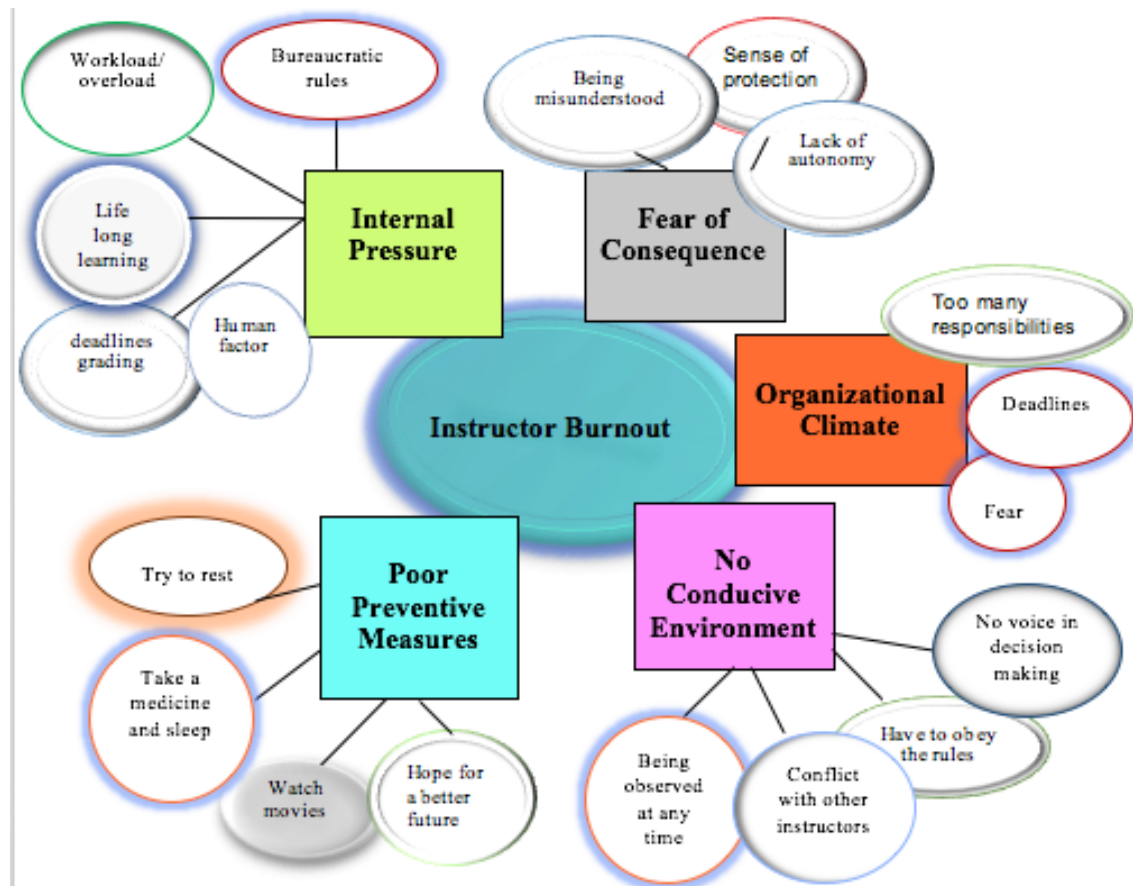 Workload/
overload
Bureaucratic
rules
Life
long
learning
deadlines
grading
Human
factor
Internal
Pressure
Being
misunderstood
Sense of
protection
Lack of
autonomy
Fear of
Consequence
Too many
responsibilities
Deadlines
Fear
Organizational
Climate
Instructor Burnout
Try to rest
Take a
medicine
and sleep
Watch
movies
Hope for
a better
future
Poor
Preventive
Measures
No
Conducive
Environment
No voice in
decision
making
Have to obey
the rules
Being
observed
at any
time
Conflict
with other
instructors